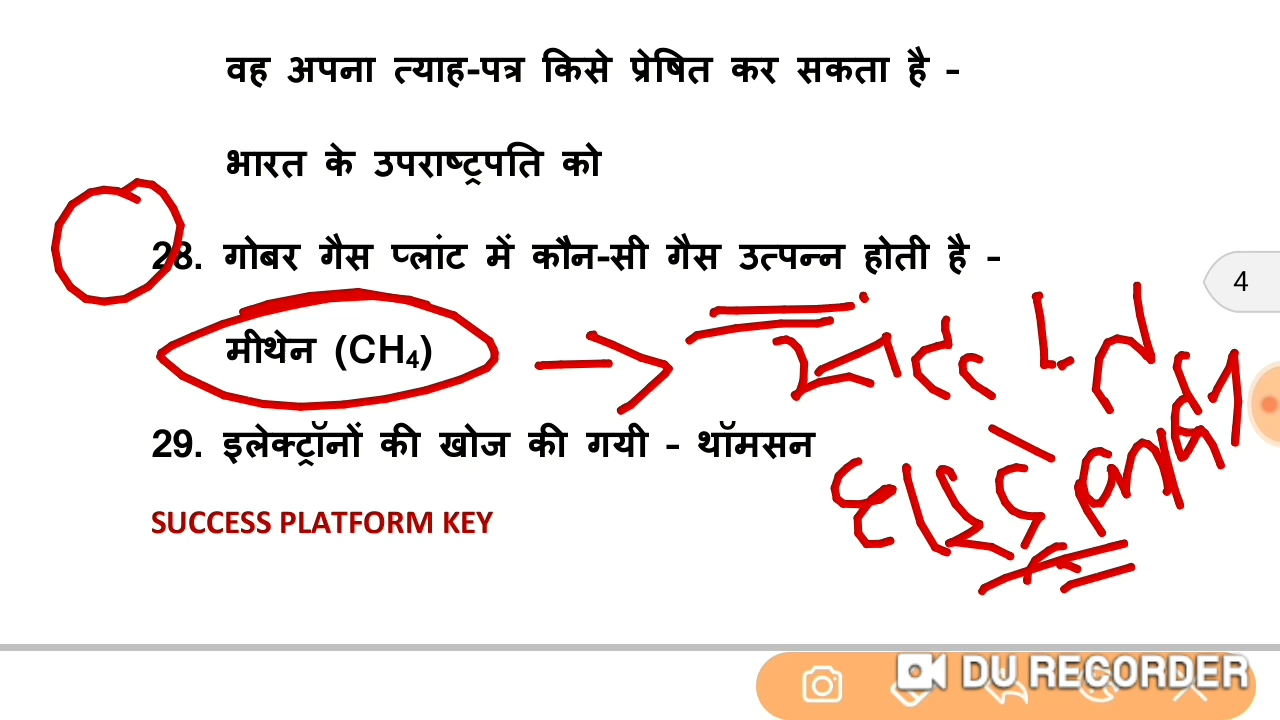 वह अपना त्याह-पत्र किसे प्रेषित कर सकता है -
भारत के उपराष्ट्रपति को
28. गोबर गैस प्लांट में कौन-सी गैस उत्पन्न होती है -
मीथेन (CH₄)
29. इलेक्ट्रॉनों की खोज की गयी - थॉमसन
SUCCESS PLATFORM KEY
4
DU RECORDER